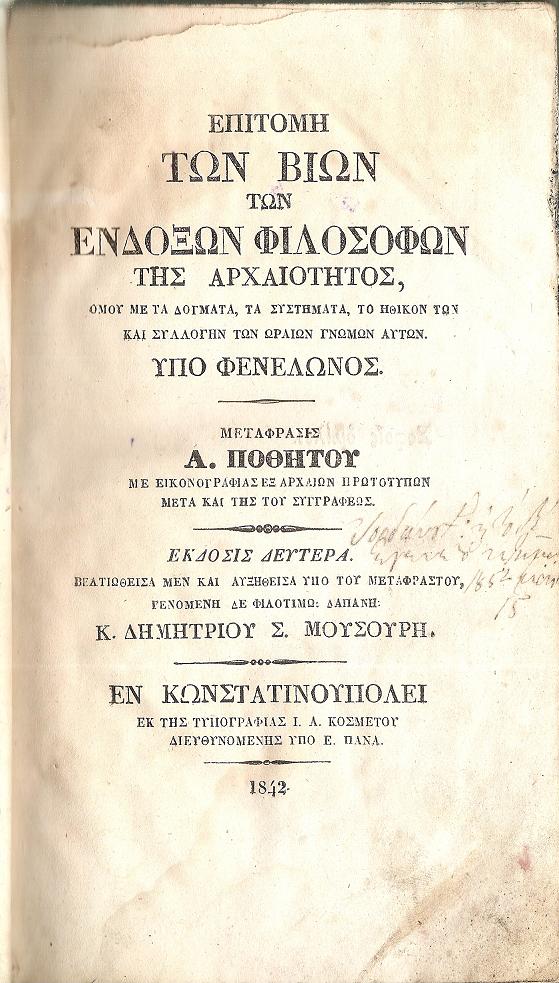 ΕΠΙΤΟΜΗ
ΤΩΝ ΒΙΩΝ
ΤΩΝ
ΕΝΔΟΞΩΝ ΦΙΛΟΣΟΦΩΝ
ΤΗΣ ΑΡΧΑΙΟΤΗΤΟΣ,
ΟΜΟΥ ΜΕ ΤΑ ΔΟΓΜΑΤΑ, ΤΑ ΣΥΣΤΗΜΑΤΑ, ΤΟ ΗΘΙΚΟΝ ΤΩΝ
ΚΑΙ ΣΥΛΛΟΓΗΝ ΤΩΝ ΩΡΑΙΩΝ ΓΝΩΜΩΝ ΑΥΤΩΝ.
ΥΠΟ ΦΕΝΕΛΩΝΟΣ.
ΜΕΤΑΦΡΑΣΙΣ
Α. ΠΟΘΗΤΟΥ
ΜΕ ΕΙΚΟΝΟΓΡΑΦΙΑΣ ΕΞ ΑΡΧΑΙΩΝ ΠΡΩΤΟΤΥΠΩΝ
ΜΕΤΑ ΚΑΙ ΤΗΣ ΤΟΥ ΣΥΓΓΡΑΦΕΩΣ.
ΕΚΔΟΣΙΣ ΔΕΥΤΕΡΑ.
ΒΕΛΤΙΩΘΕΙΣΑ ΜΕΝ ΚΑΙ ΑΥΞΗΘΕΙΣΑ ΥΠΟ ΤΟΥ ΜΕΤΑΦΡΑΣΤΟΥ,
ΓΕΝΟΜΕΝΗ ΔΕ ΦΙΛΟΤΙΜΩ: ΔΑΠΑΝΗ:
Κ. ΔΗΜΗΤΡΙΟΥ Σ. ΜΟΥΣΟΥΡΗ.
ΕΝ ΚΩΝΣΤΑΤΙΝΟΥΠΟΛΕΙ
ΕΚ ΤΗΣ ΤΥΠΟΓΡΑΦΙΑΣ Ι. Α. ΚΟΣΜΕΤΟΥ
ΔΙΕΥΘΥΝΟΜΕΝΗΣ ΥΠΟ Ε. ΠΑΝΑ.
1842